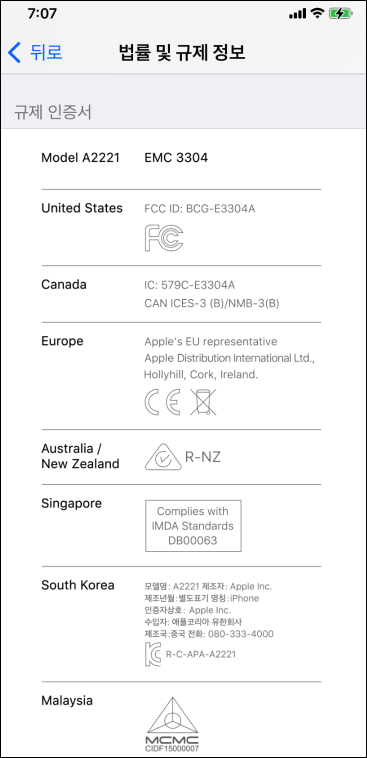 7:07
뒤로
법률 및 규제 정보
규제 인증서
Model A2221 EMC 3304
United States FCC ID: BCG-E3304A
FC
Canada IC: 579C-E3304A
CAN ICES-3 (B)/NMB-3(B)
Europe Apple's EU representative
Apple Distribution International Ltd.,
Hollyhill, Cork, Ireland.
CE
Australia /
New Zealand
R-NZ
Singapore
Complies with
IMDA Standards
DB00063
South Korea
모델명: A2221 제조자: Apple Inc.
제조년월:별도표기 명칭:iPhone
인증자상호: Apple Inc.
수입자: 애플코리아 유한회사
제조국:중국 전화: 080-333-4000
R-C-APA-A2221
Malaysia
MCMC
CIDF15000007